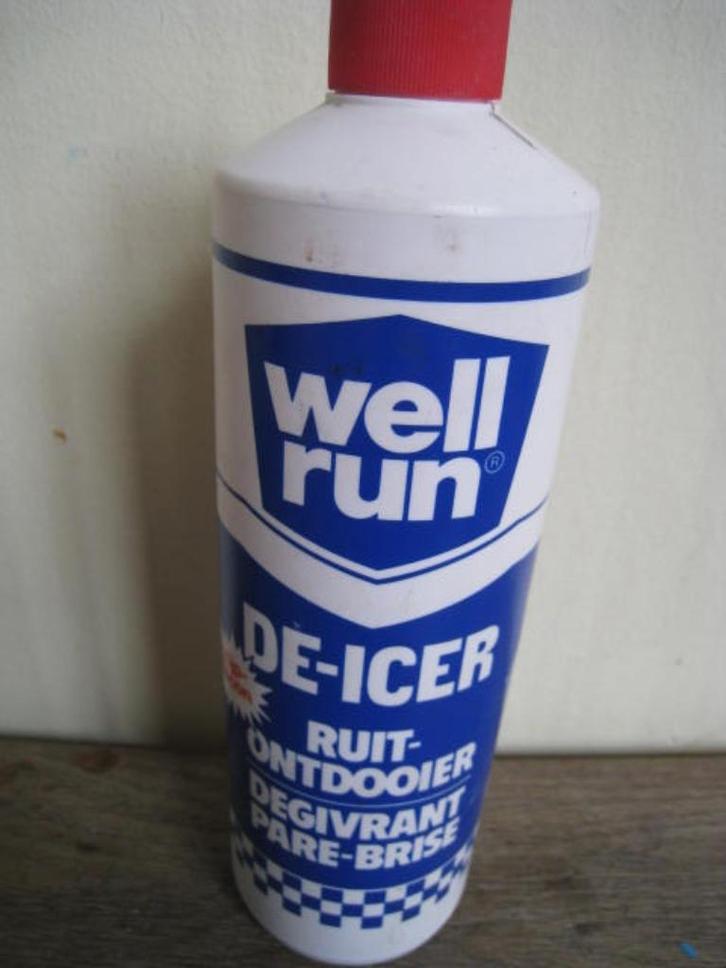 well
run®
DE-ICER
RUIT-
ONTDOOIER
DEGIVRANT
PARE-BRISE